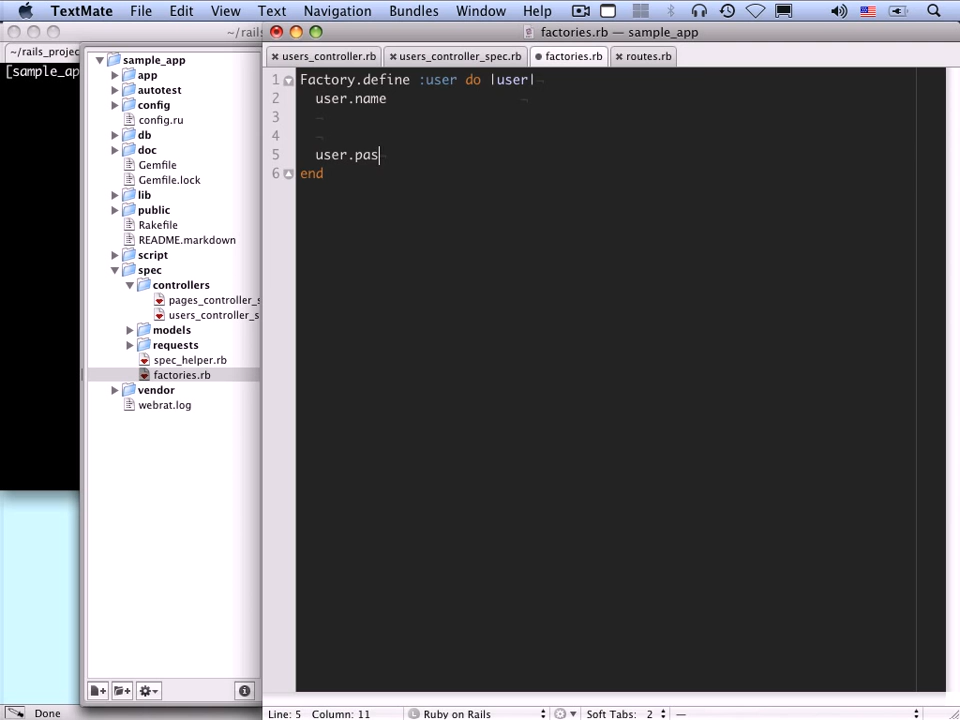 TextMate File Edit View Text Navigation Bundles Window Help
~/rails
factories.rb — sample_app
~/rails_projec
[sample_ap
users_controller.rb users_controller_spec.rb factories.rb routes.rb
sample_app
app
autotest
config
config.ru
db
doc
Gemfile
Gemfile.lock
lib
public
Rakefile
README.markdown
script
spec
controllers
pages_controller_s
users_controller_s
models
requests
spec_helper.rb
factories.rb
vendor
webrat.log
1 Factory.define :user do |user|
2 user.name
3
4
5 user.pas
6 end
Done
Line: 5 Column: 11 Ruby on Rails Soft Tabs: 2 —